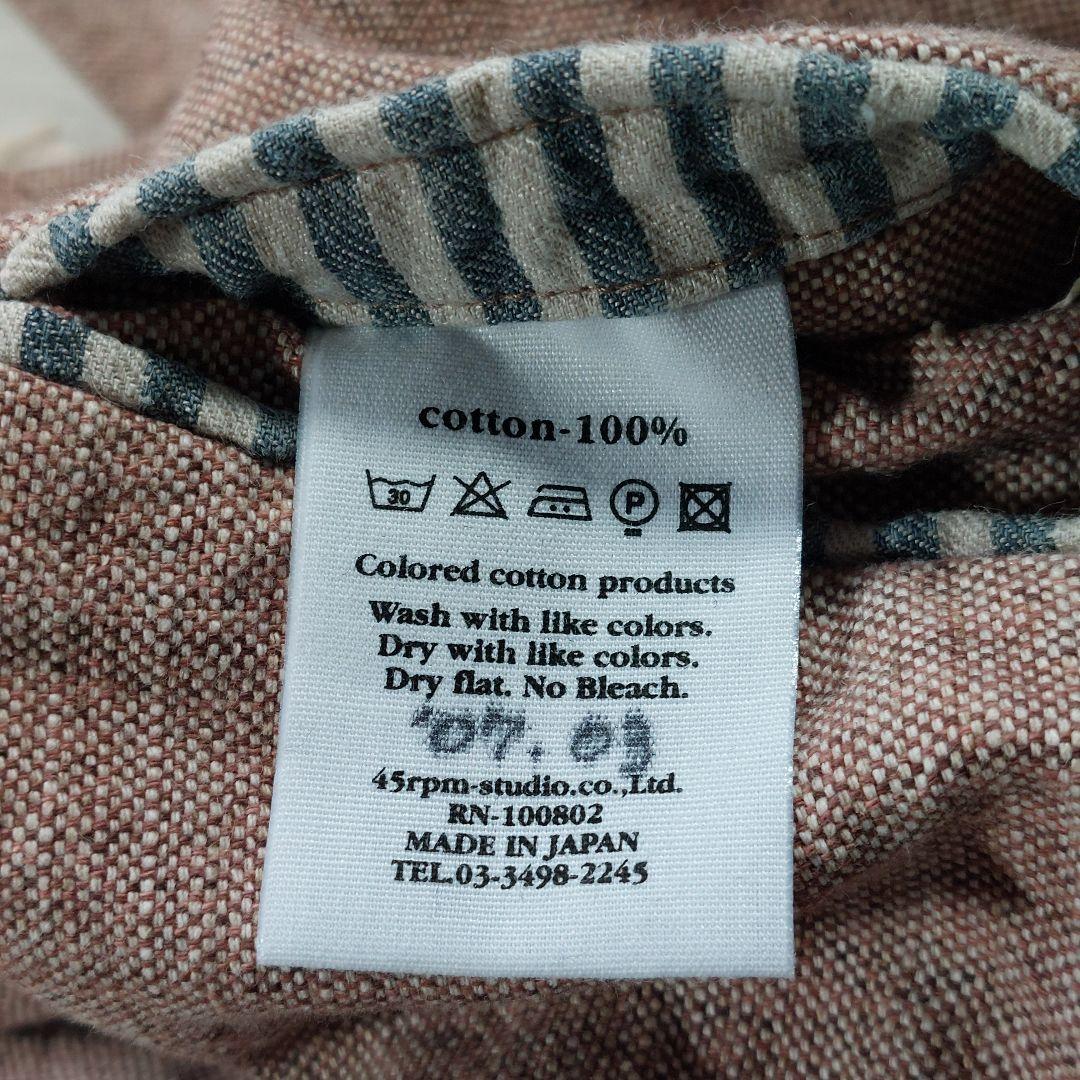 cotton-100%
30 P
Colored cotton products
Wash with like colors.
Dry with like colors.
Dry flat. No Bleach.
'07.03
45rpm-studio.co.,Ltd.
RN-100802
MADE IN JAPAN
TEL.03-3498-2245